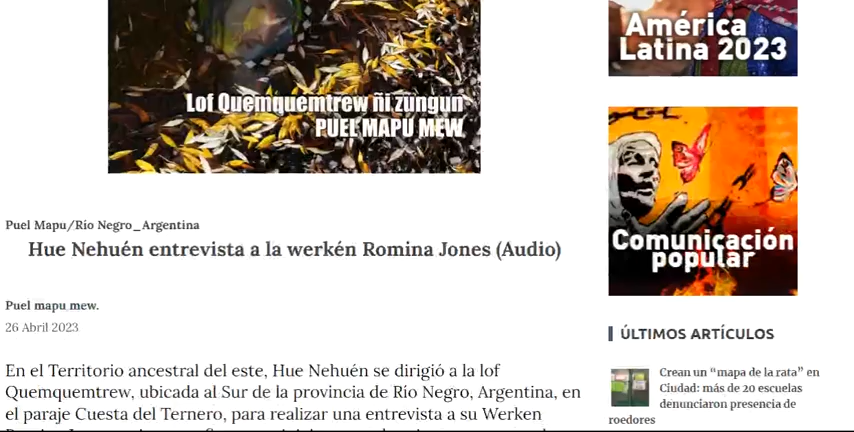 América
Latina 2023
Lof Quemquemtrew ñi zungun
PUEL MAPU MEW
Comunicación
popular
Puel Mapu/Río Negro_Argentina
Hue Nehuén entrevista a la werkén Romina Jones (Audio)
Puel mapu mew.
26 Abril 2023
En el Territorio ancestral del este, Hue Nehuén se dirigió a la lof
Quemquemtrew, ubicada al Sur de la provincia de Río Negro, Argentina, en
el paraje Cuesta del Ternero, para realizar una entrevista a su Werken
ÚLTIMOS ARTÍCULOS
Crean un “mapa de la rata” en
Ciudad: más de 20 escuelas
denunciaron presencia de
roedores